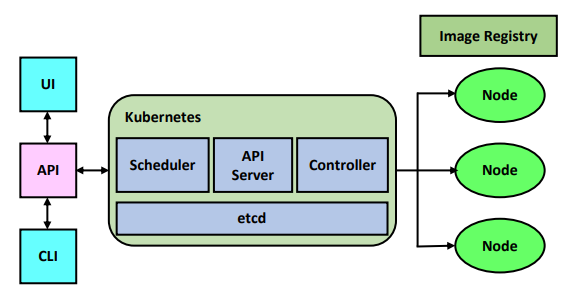 Image Registry
UI
Node
Kubernetes
API
Scheduler
API
Server
Controller
Node
etcd
CLI
Node